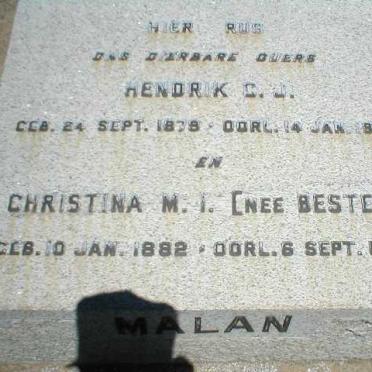 HIER RUS
ONS DIERBARE OUERS
HENDRIK C. J.
GEB. 24 SEPT. 1879 - OORL. 14 JAN.
EN
CHRISTINA M. I. [NEE BESTE
GEB. 10 JAN. 1882 - OORL. 6 SEPT.
MALAN